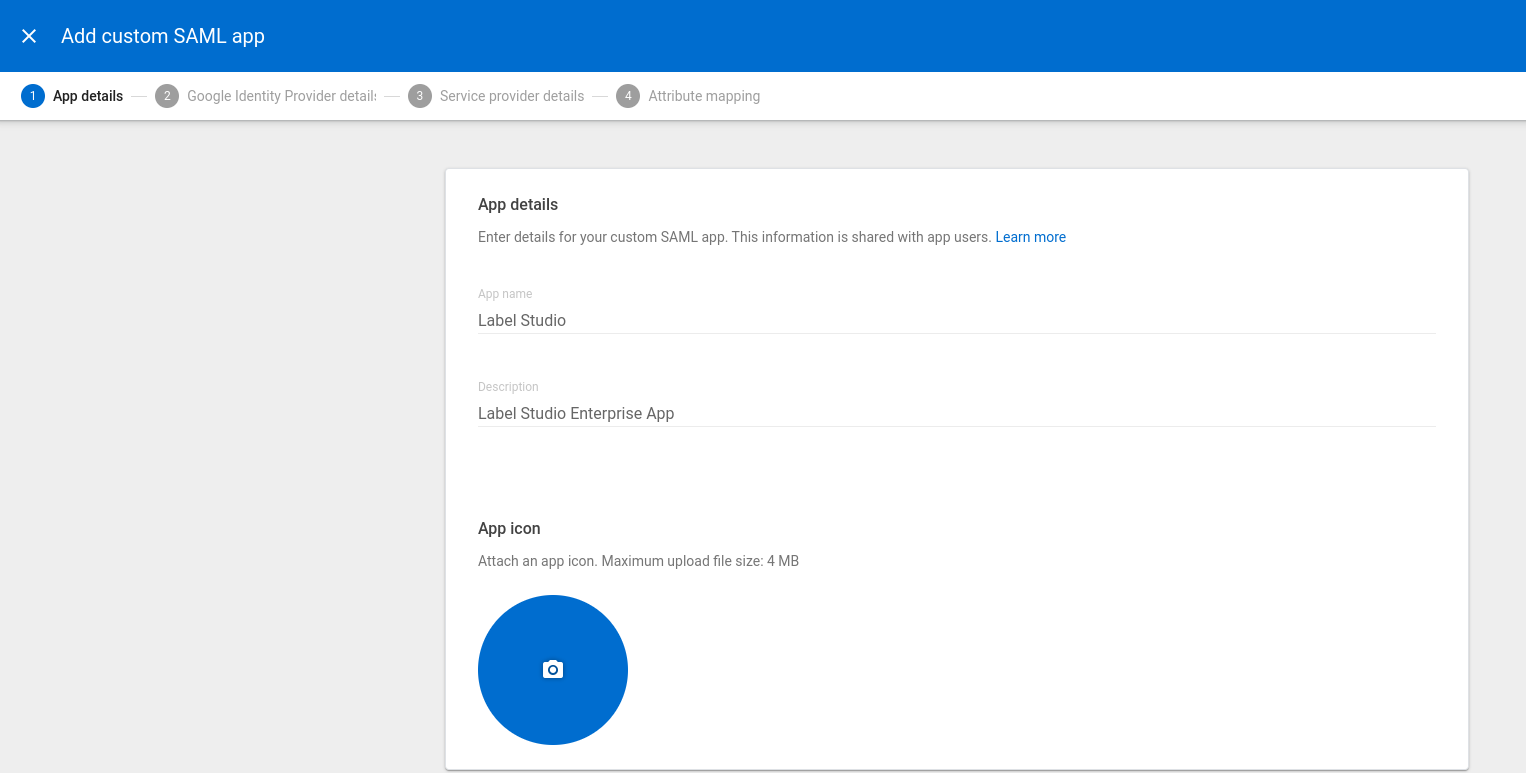 Add custom SAML app
1 App details 2 Google Identity Provider details 3 Service provider details 4 Attribute mapping
App details
Enter details for your custom SAML app. This information is shared with app users. Learn more
App name
Label Studio
Description
Label Studio Enterprise App
App icon
Attach an app icon. Maximum upload file size: 4 MB